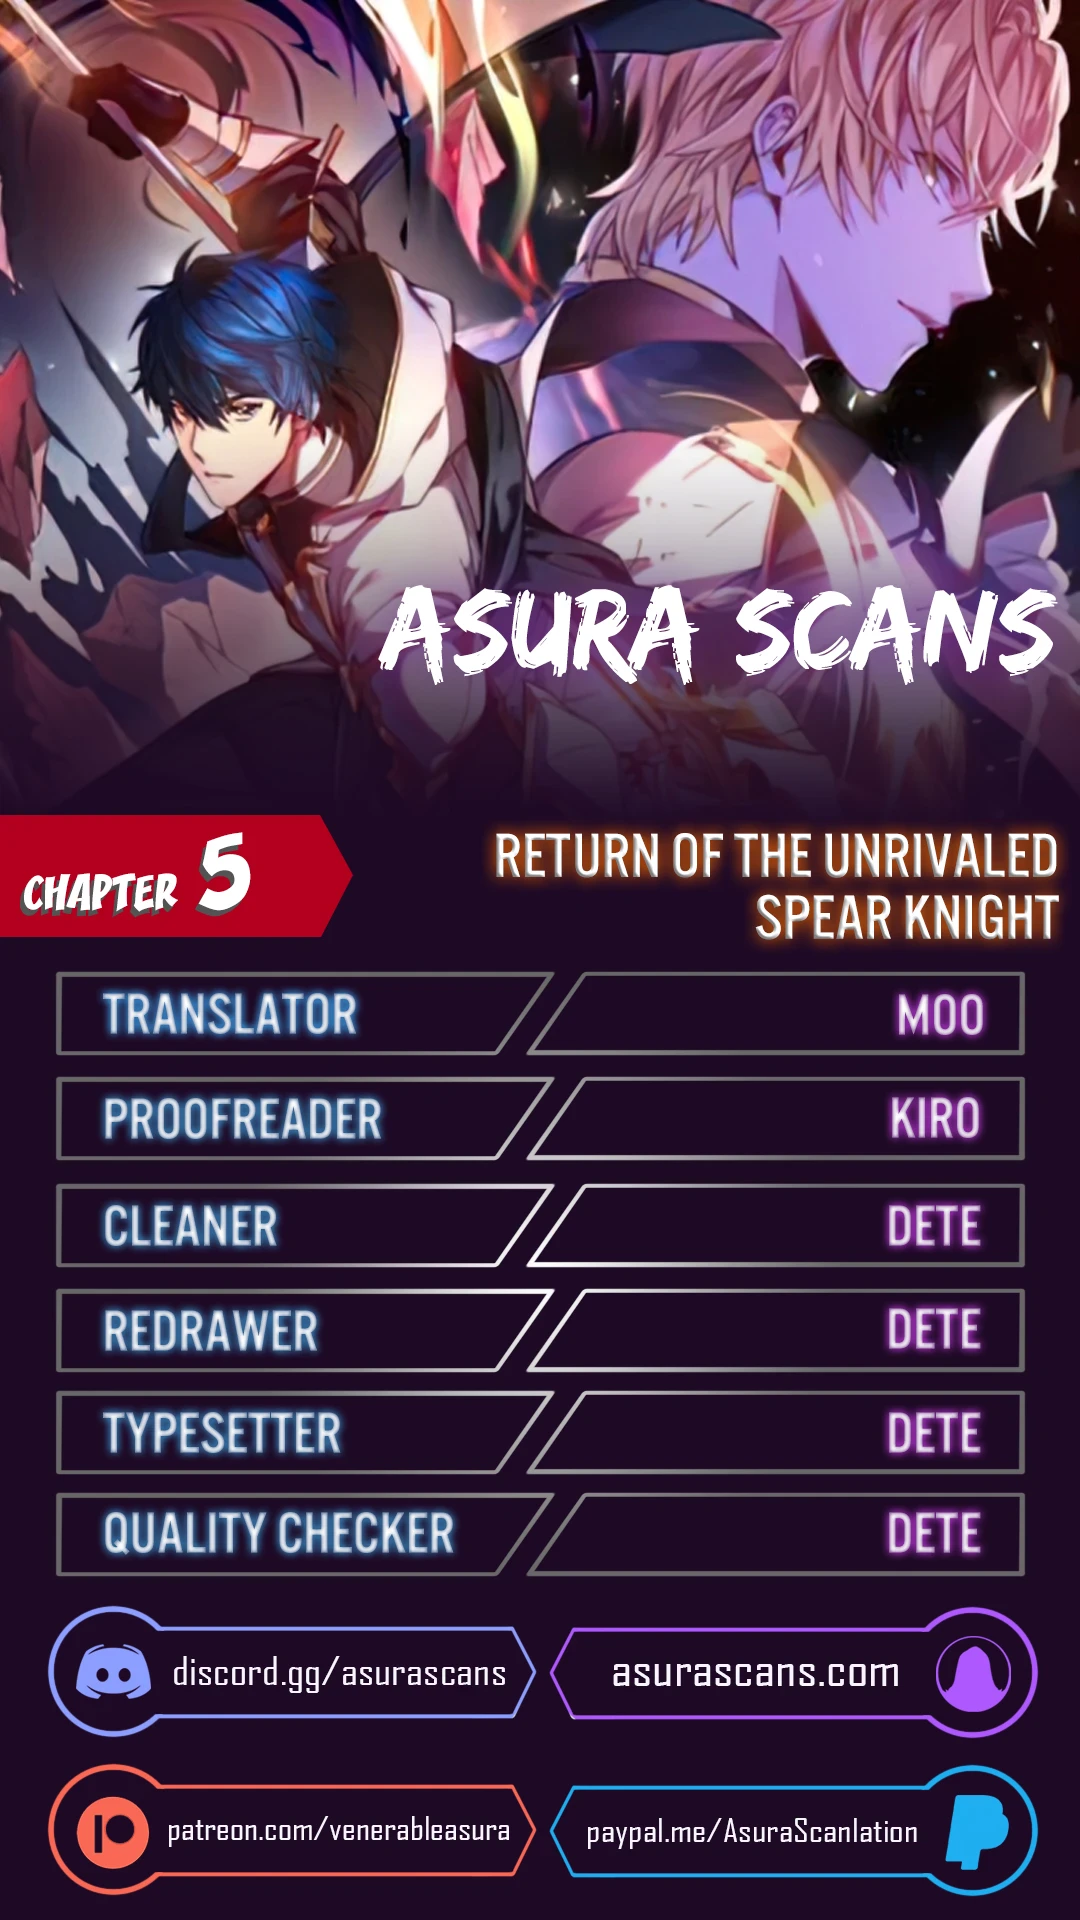 ASURA SCANS
CHAPTER 5
RETURN OF THE UNRIVALED
SPEAR KNIGHT
TRANSLATOR MOO
PROOFREADER KIRO
CLEANER DETE
REDRAWER DETE
TYPESETTER DETE
QUALITY CHECKER DETE
discord.gg/asurascans
asurascans.com
patreon.com/venerableasura
paypal.me/AsuraScanlation